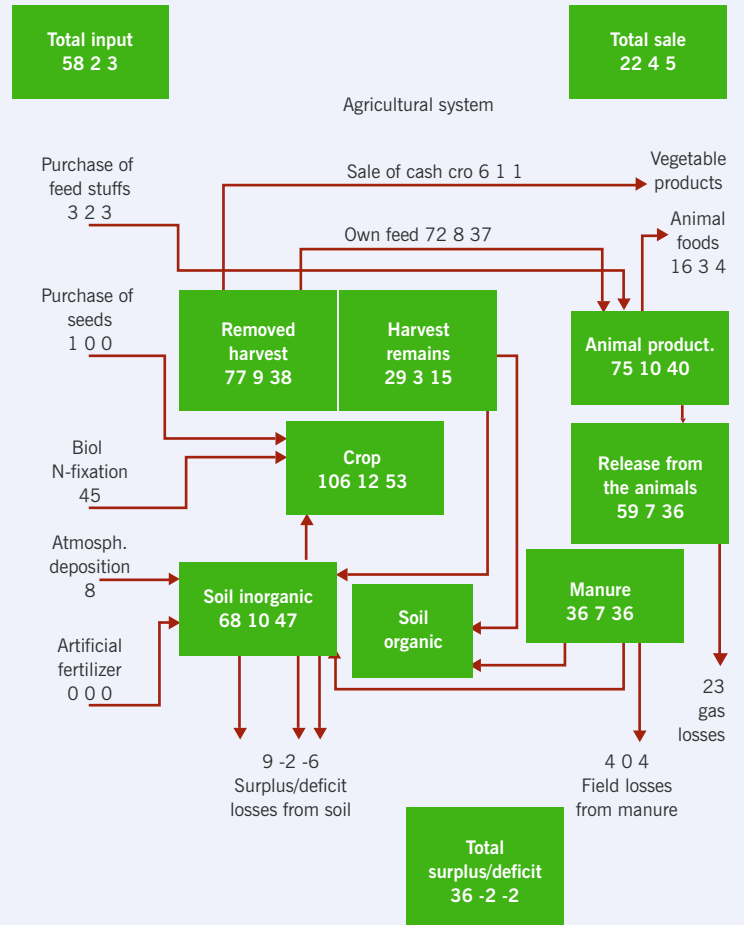 Total input
58 2 3
Total sale
22 4 5
Agricultural system
Purchase of
feed stuffs
3 2 3
Sale of cash cro 6 1 1
Vegetable
products
Own feed 72 8 37
Animal
foods
16 3 4
Purchase of
seeds
1 0 0
Removed
harvest
77 9 38
Harvest
remains
29 3 15
Animal product.
75 10 40
Biol
N-fixation
45
Crop
106 12 53
Release from
the animals
59 7 36
Atmosph.
deposition
8
Soil inorganic
68 10 47
Soil
organic
Manure
36 7 36
Artificial
fertilizer
0 0 0
23
gas
losses
9 -2 -6
Surplus/deficit
losses from soil
4 0 4
Field losses
from manure
Total
surplus/deficit
36 -2 -2